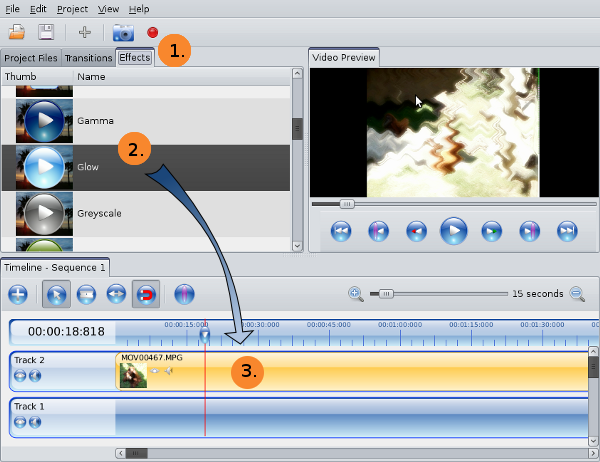 File Edit Project View Help
1.
Project Files Transitions Effects
Video Preview
Thumb Name
Gamma
2.
Glow
Greyscale
Timeline - Sequence 1
15 seconds
00:00:18:818
00:00:15:000 00:00:30:000 00:00:45:000 00:01:00:000 00:01:15:000 00:01:30:000
Track 2
MOV00467.MPG
3.
Track 1